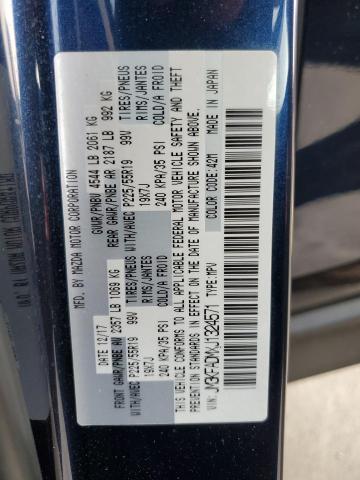 MFD. BY MAZDA MOTOR CORPORATION
DATE 12/17 GVWR/PNBV 4544 LB 2061 KG
FRONT GAWR/PNBE AV 2357 LB 1069 KG REAR GAWR/PNBE AR 2187 LB 992 KG
WITH/AVEC P225/55R19 99V TIRES/PNEUS WITH/AVEC P225/55R19 99V TIRES/PNEUS
19X7J RIMS/JANTES 19X7J RIMS/JANTES
240 KPA/35 PSI COLD/A FROID 240 KPA/35 PSI COLD/A FROID
THIS VEHICLE CONFORMS TO ALL APPLICABLE FEDERAL MOTOR VEHICLE SAFETY AND THEFT
PREVENTION STANDARDS IN EFFECT ON THE DATE OF MANUFACTURE SHOWN ABOVE.
COLOR: 42M MADE IN JAPAN
TYPE: MPV
VIN: